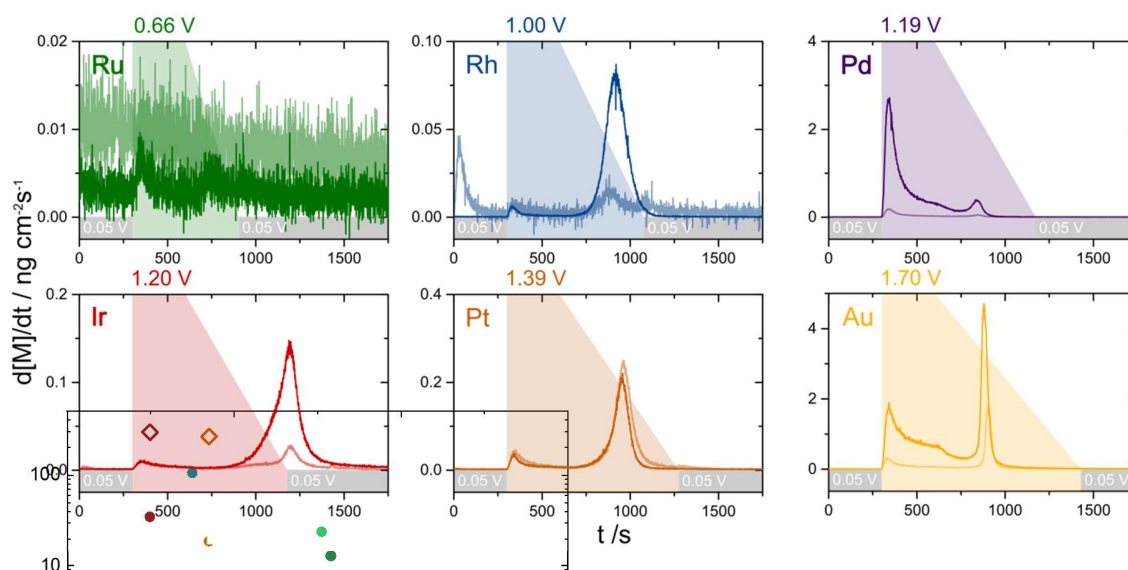 0.66 V 1.00 V 1.19 V
0.02 0.10 4
Ru Rh Pd
0.01 0.05 2
0.00 0.00 0
0.05 V 0.05 V 0.05 V 0.05 V 0.05 V 0.05 V
0 500 1000 1500 0 500 1000 1500 0 500 1000 1500
d[M]/dt / ng cm⁻²s⁻¹
1.20 V 1.39 V 1.70 V
0.2 0.4
Ir Pt Au
4
0.1 0.2 2
0.0 0.0 0
100
0.05 V 0.05 V 0.05 V 0.05 V 0.05 V 0.05 V
0 500 1000 1500 0 500 1000 1500 0 500 1000 1500
t /s
10